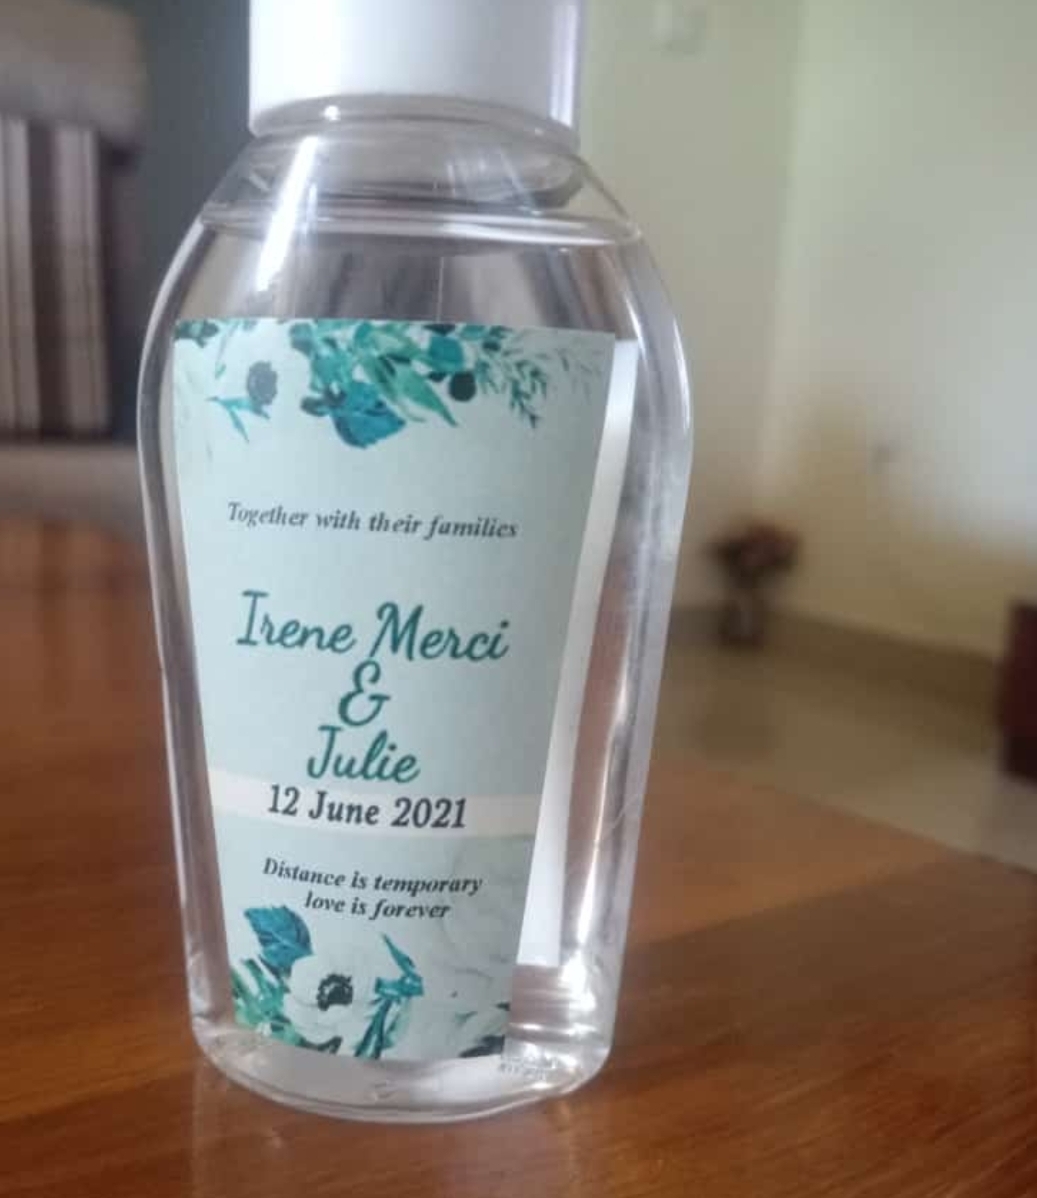 Together with their families
Irene Merci
&
Julie
12 June 2021
Distance is temporary
love is forever